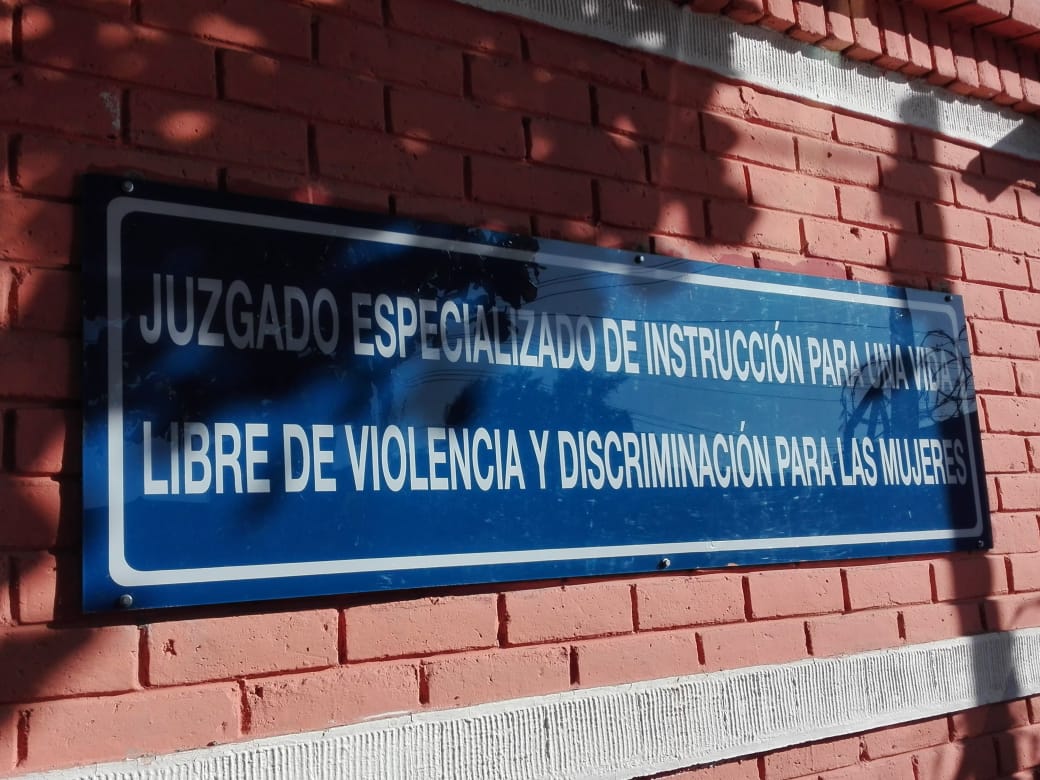 JUZGADO ESPECIALIZADO DE INSTRUCCIÓN PARA UNA VIDA
LIBRE DE VIOLENCIA Y DISCRIMINACIÓN PARA LAS MUJERES